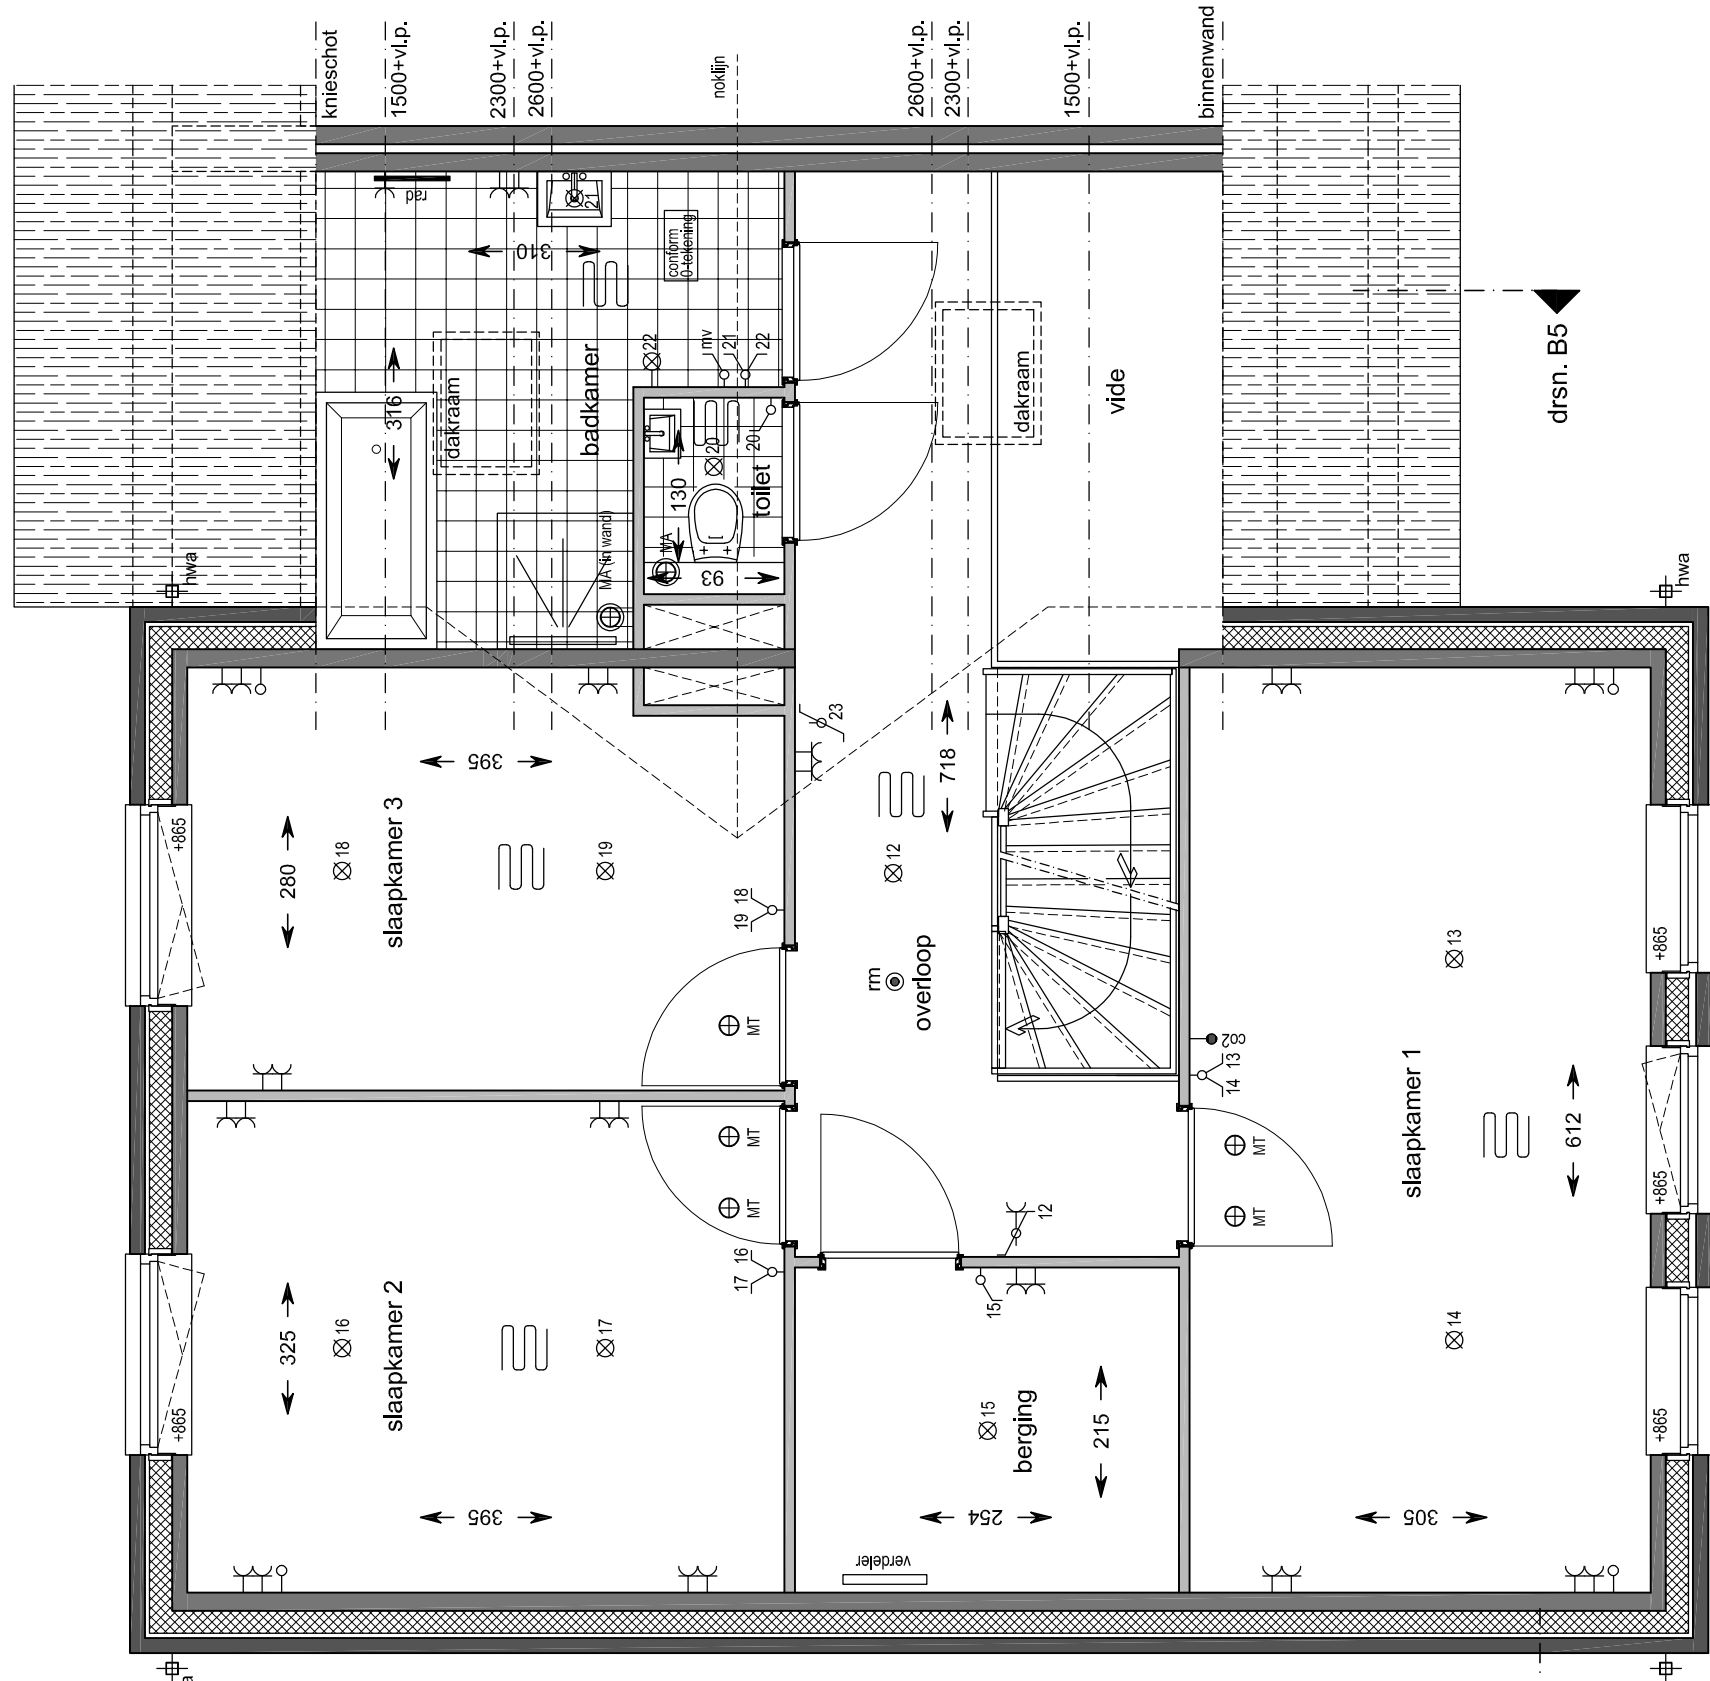 knieschot
1500+vl.p.
2300+vl.p.
2600+vl.p.
noklijn
2600+vl.p.
2300+vl.p.
1500+vl.p.
binnenwand
rad
21
310
conform
0-tekening
316
dakraam
badkamer
22
mv
21
22
dakraam
vide
drsn. B5
130
20
20
toilet
MA (in wand)
MA
93
hwa
hwa
395
23
718
+865
280
18
slaapkamer 3
19
19 18
12
rm
overloop
MT
13
+865
co2
14 13
slaapkamer 1
612
+865
MT
MT
MT
MT
12
17 16
15
325
16
slaapkamer 2
17
+865
15
berging
215
14
+865
395
254
305
verdeler